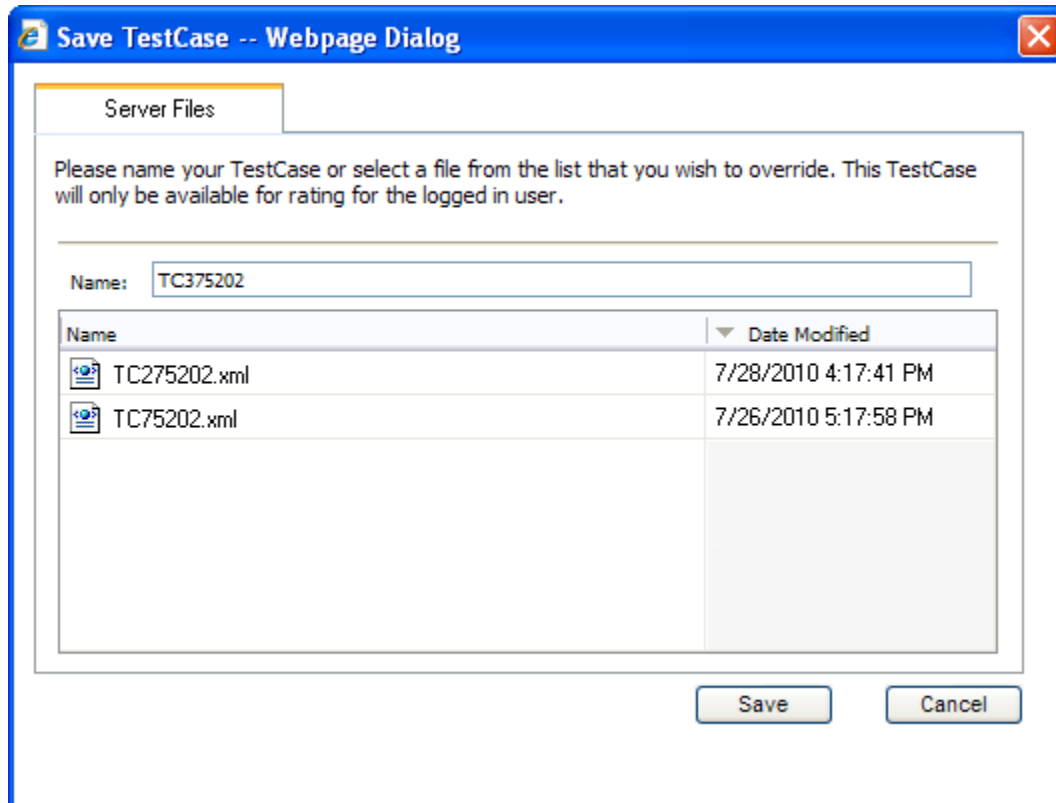 Save TestCase -- Webpage Dialog
Server Files
Please name your TestCase or select a file from the list that you wish to override. This TestCase
will only be available for rating for the logged in user.
Name: TC375202
Name Date Modified
TC275202.xml 7/28/2010 4:17:41 PM
TC75202.xml 7/26/2010 5:17:58 PM
Save Cancel